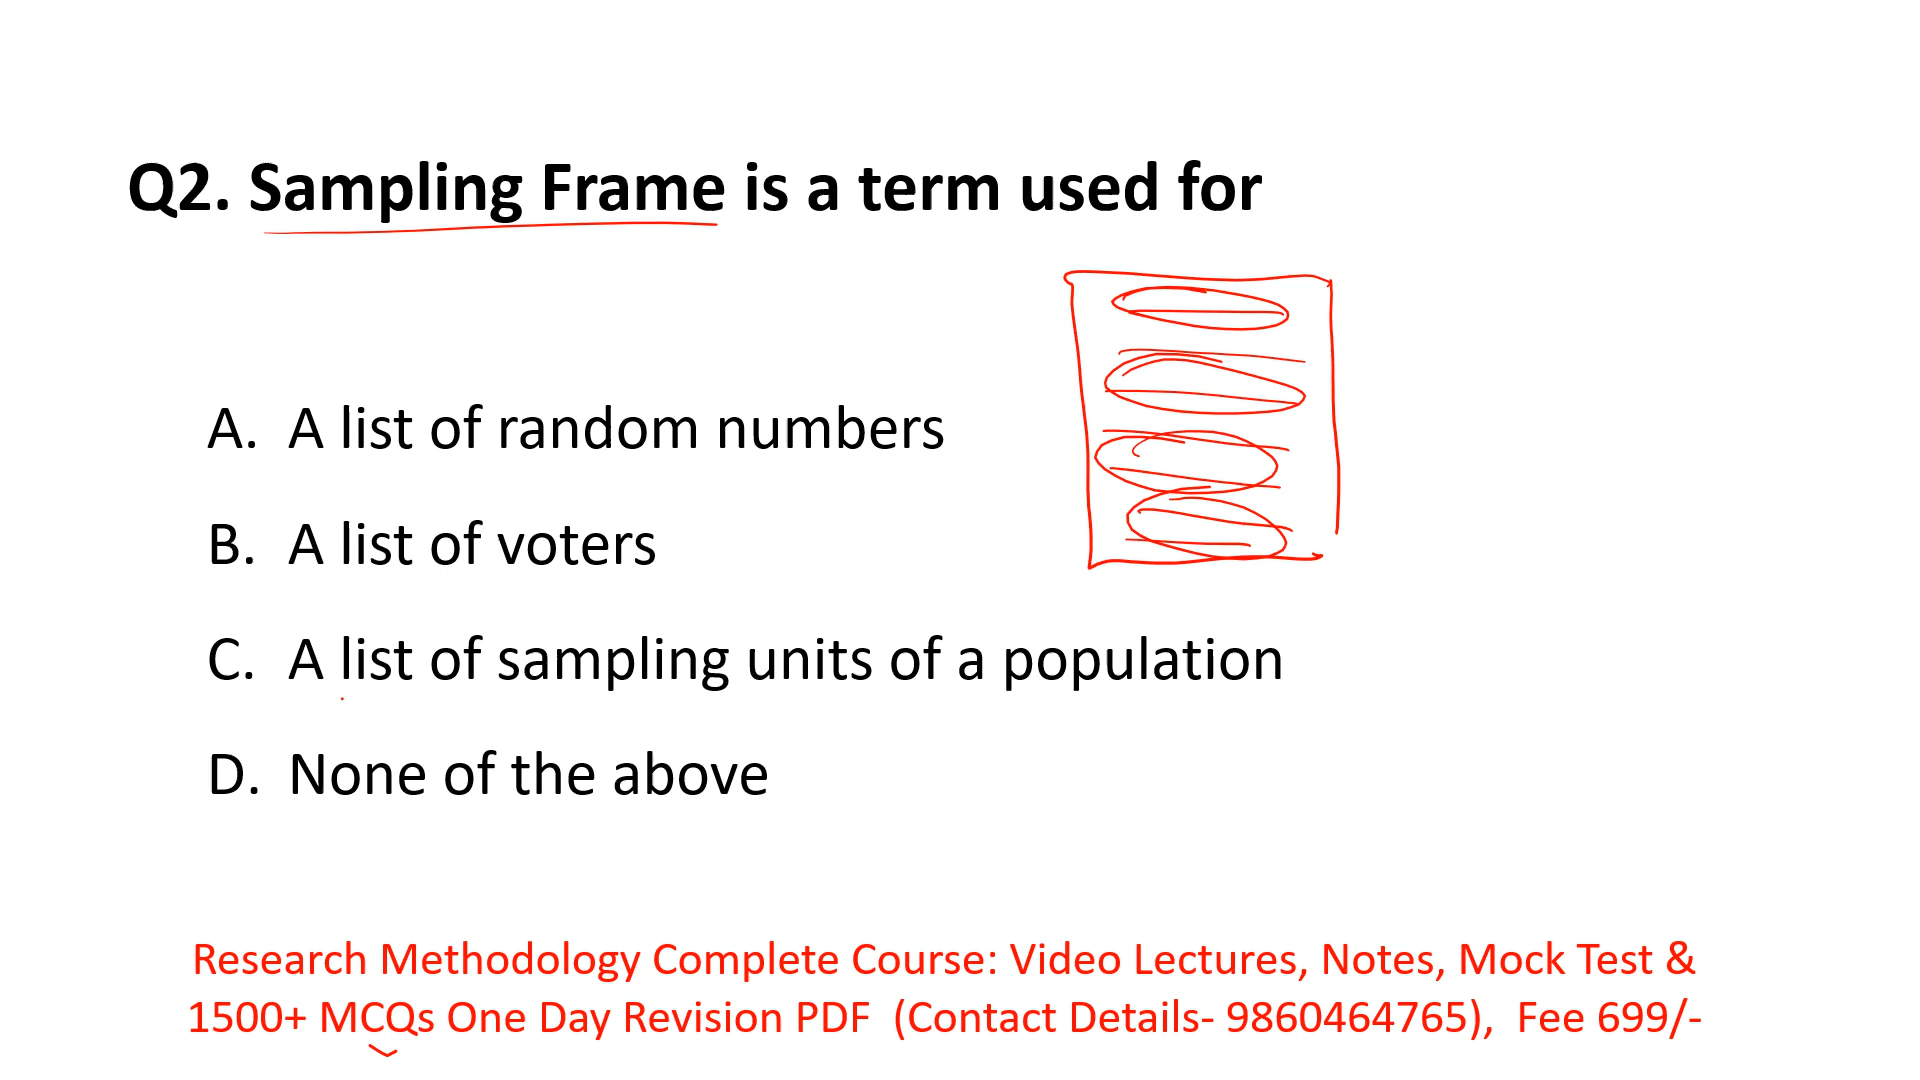 Q2. Sampling Frame is a term used for
A. A list of random numbers
B. A list of voters
C. A list of sampling units of a population
D. None of the above
Research Methodology Complete Course: Video Lectures, Notes, Mock Test &
1500+ MCQs One Day Revision PDF (Contact Details- 9860464765), Fee 699/-